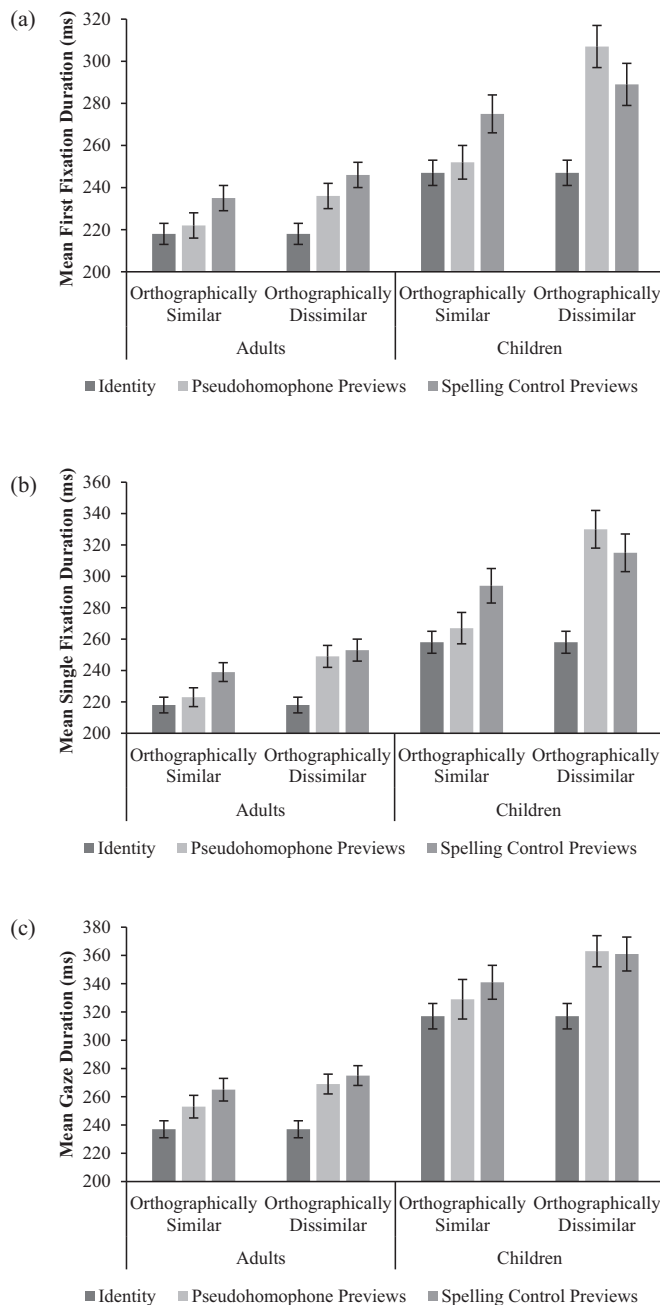 (a)
Mean First Fixation Duration (ms)
320
300
280
260
240
220
200
Orthographically Orthographically Orthographically Orthographically
Similar Dissimilar Similar Dissimilar
Adults Children
Identity Pseudohomophone Previews Spelling Control Previews
(b)
Mean Single Fixation Duration (ms)
360
340
320
300
280
260
240
220
200
Orthographically Orthographically Orthographically Orthographically
Similar Dissimilar Similar Dissimilar
Adults Children
Identity Pseudohomophone Previews Spelling Control Previews
(c)
Mean Gaze Duration (ms)
380
360
340
320
300
280
260
240
220
200
Orthographically Orthographically Orthographically Orthographically
Similar Dissimilar Similar Dissimilar
Adults Children
Identity Pseudohomophone Previews Spelling Control Previews